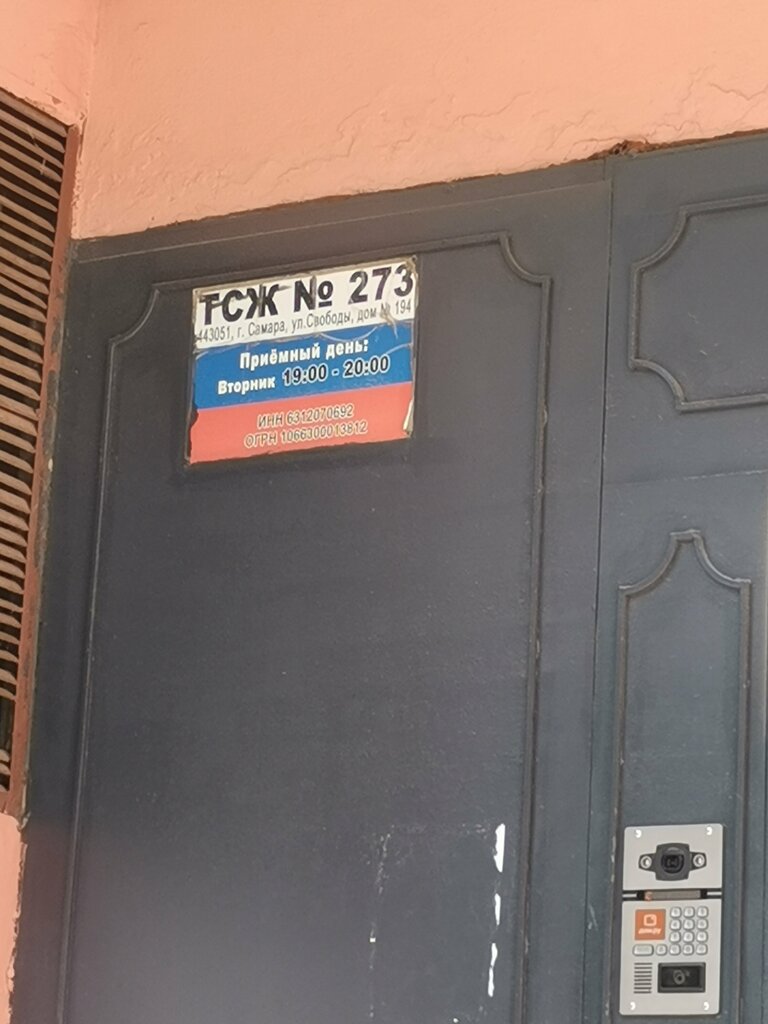 ТСЖ № 273
443051, г. Самара, ул.Свободы, дом № 194
Приёмный день:
Вторник 19:00 - 20:00
ИНН 6312070692
ОГРН 1066300013812